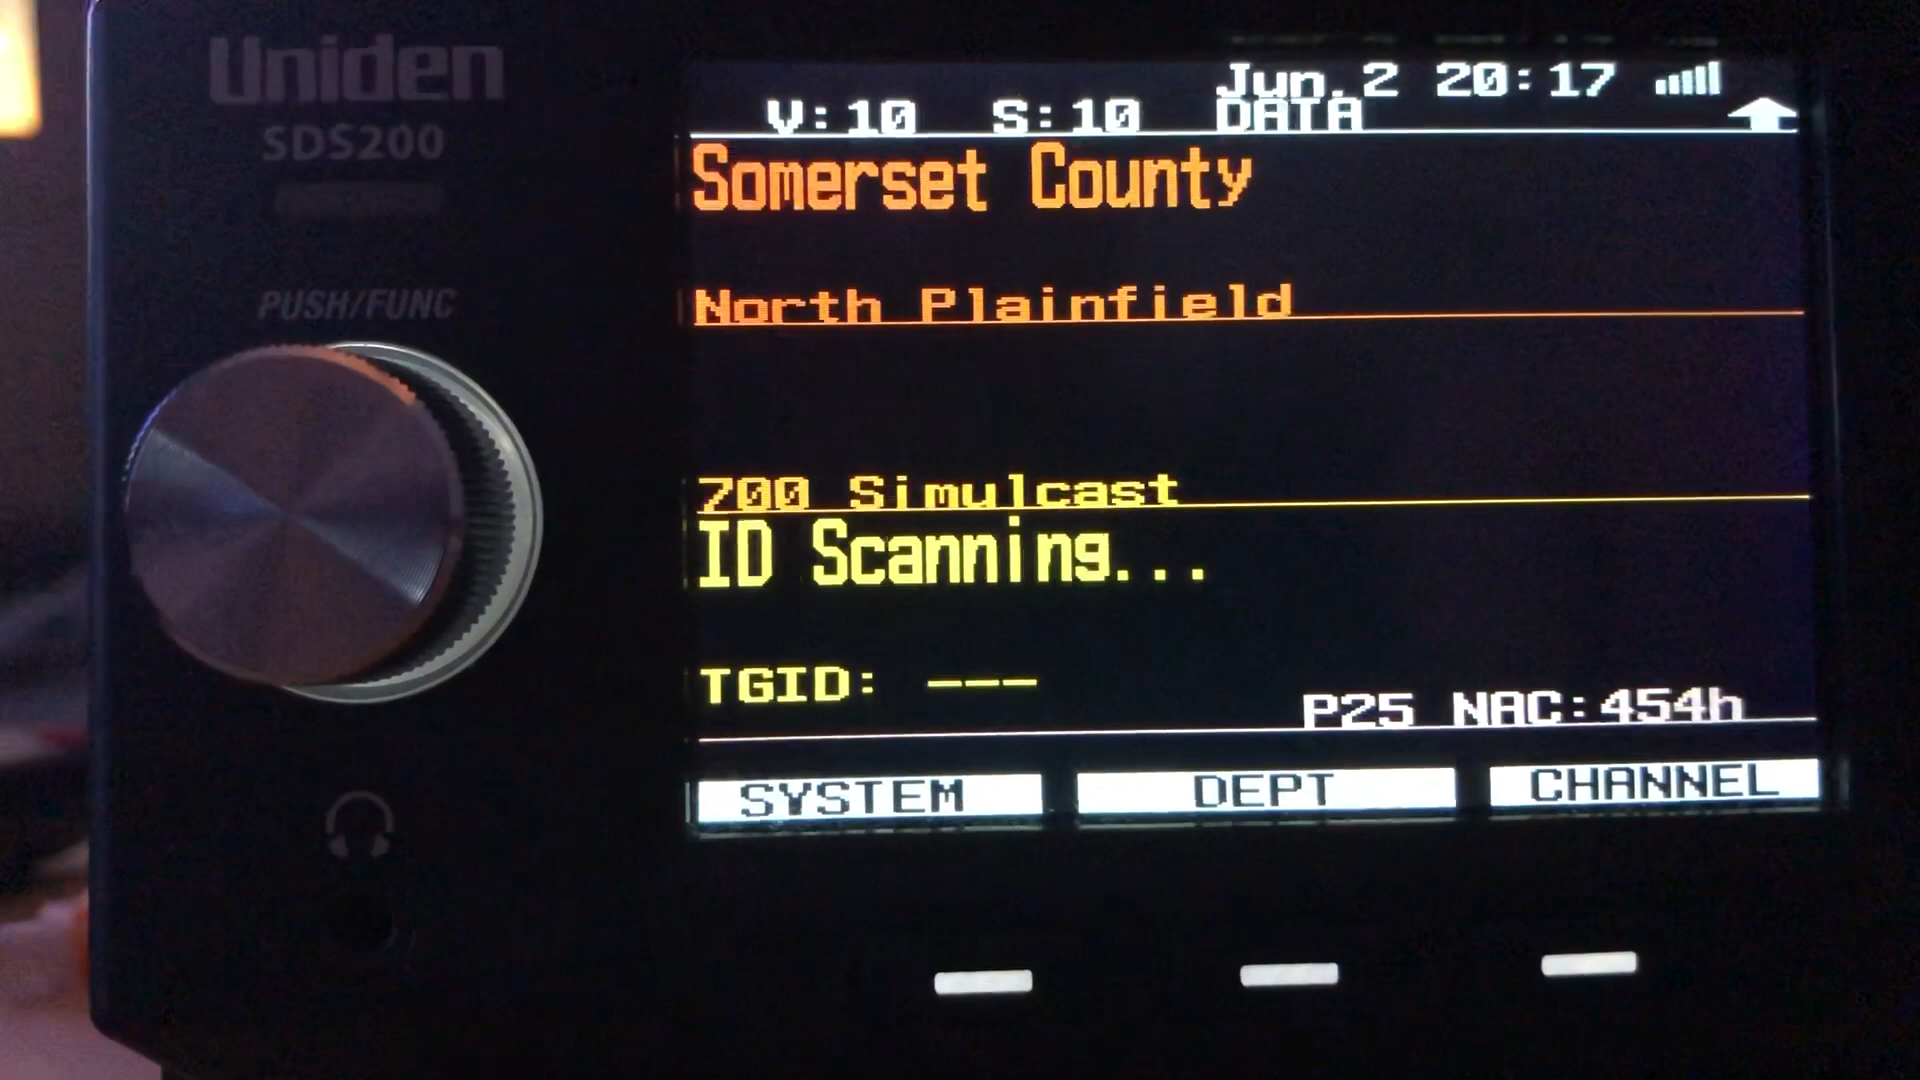 Uniden
SDS200
PUSH/FUNC
Jun.2 20:17
V:10 S:10 DATA
Somerset County
North Plainfield
700 Simulcast
ID Scanning...
TGID: ---
P25 NAC:454h
SYSTEM DEPT CHANNEL